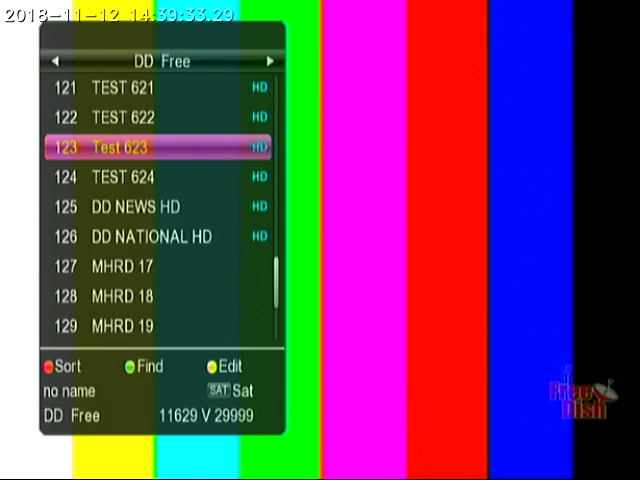 2018-11-12 14:39:33.29
DD Free
121 TEST 621 HD
122 TEST 622 HD
123 Test 623 HD
124 TEST 624 HD
125 DD NEWS HD HD
126 DD NATIONAL HD HD
127 MHRD 17
128 MHRD 18
129 MHRD 19
Sort Find Edit
no name SAT Sat
DD Free 11629 V 29999
Free
Dish